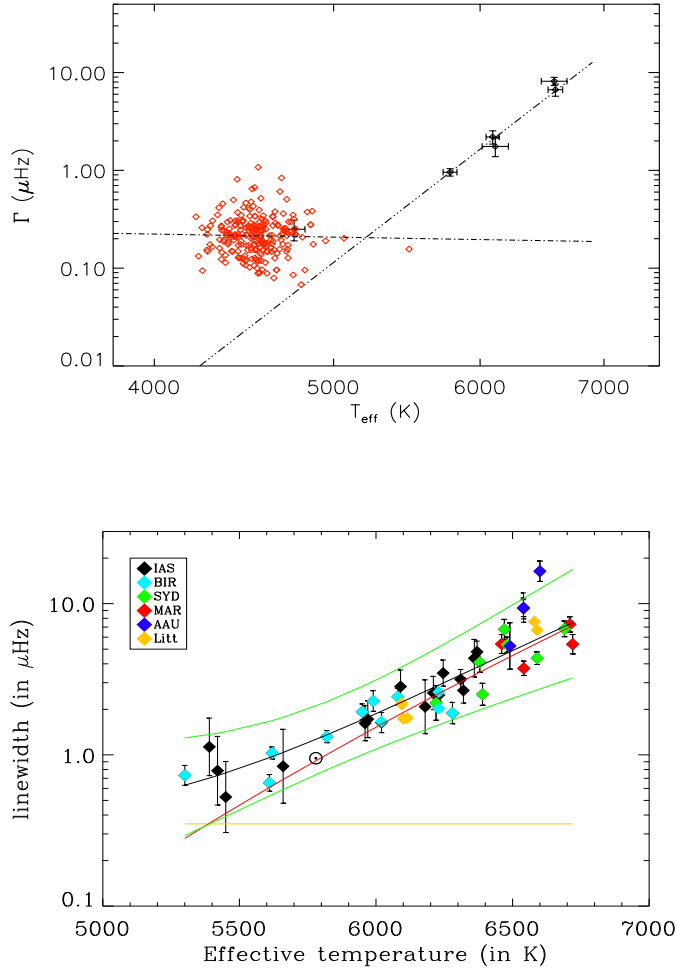 10.00
1.00
0.10
0.01
Γ (μHz)
4000 5000 6000 7000
T_eff (K)
10.0
1.0
0.1
linewidth (in μHz)
IAS
BIR
SYD
MAR
AAU
Litt
5000 5500 6000 6500 7000
Effective temperature (in K)